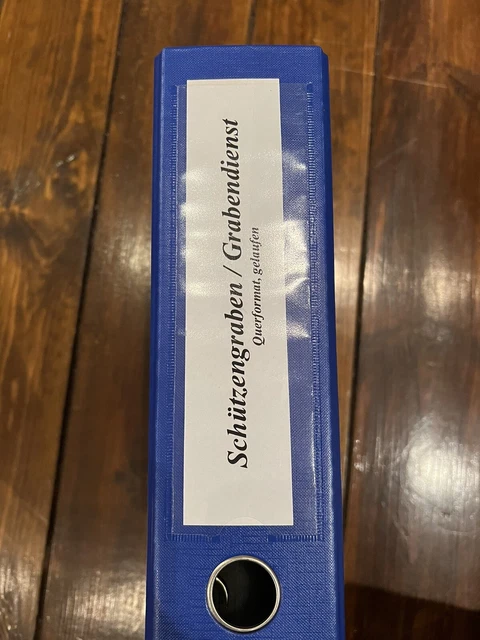 Schützengraben / Grabendienst
Querformat, gelaufen